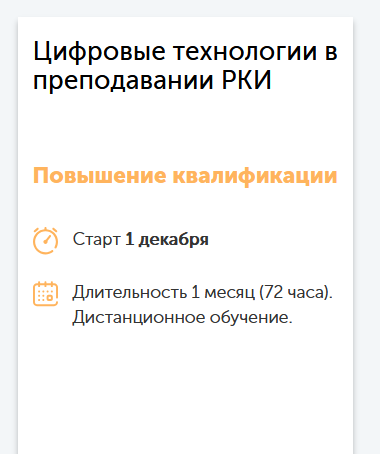 Цифровые технологии в
преподавании РКИ
Повышение квалификации
Старт 1 декабря
Длительность 1 месяц (72 часа).
Дистанционное обучение.